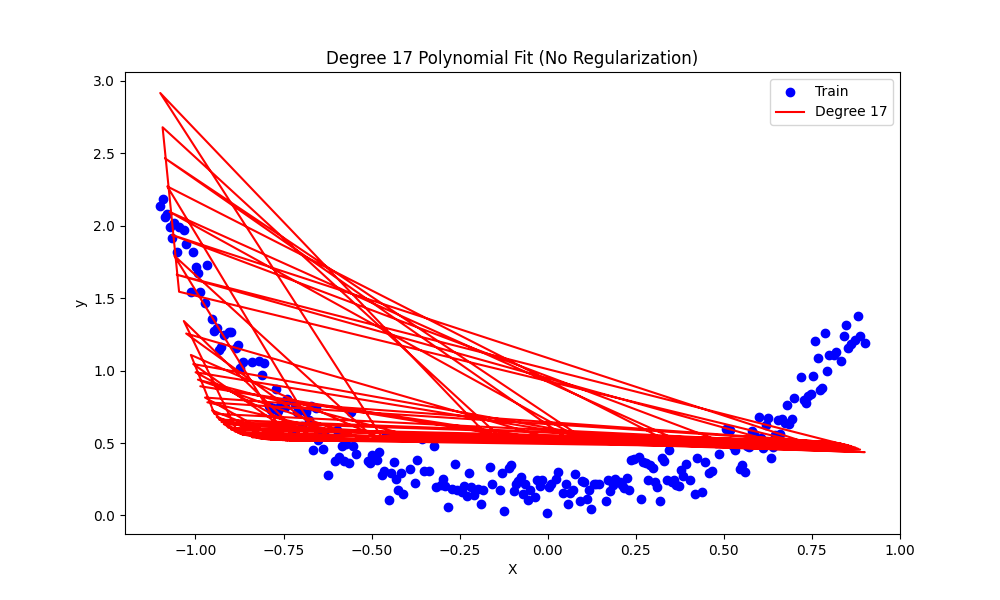 Degree 17 Polynomial Fit (No Regularization)
Train
Degree 17
y
3.0
2.5
2.0
1.5
1.0
0.5
0.0
−1.00 −0.75 −0.50 −0.25 0.00 0.25 0.50 0.75 1.00
X